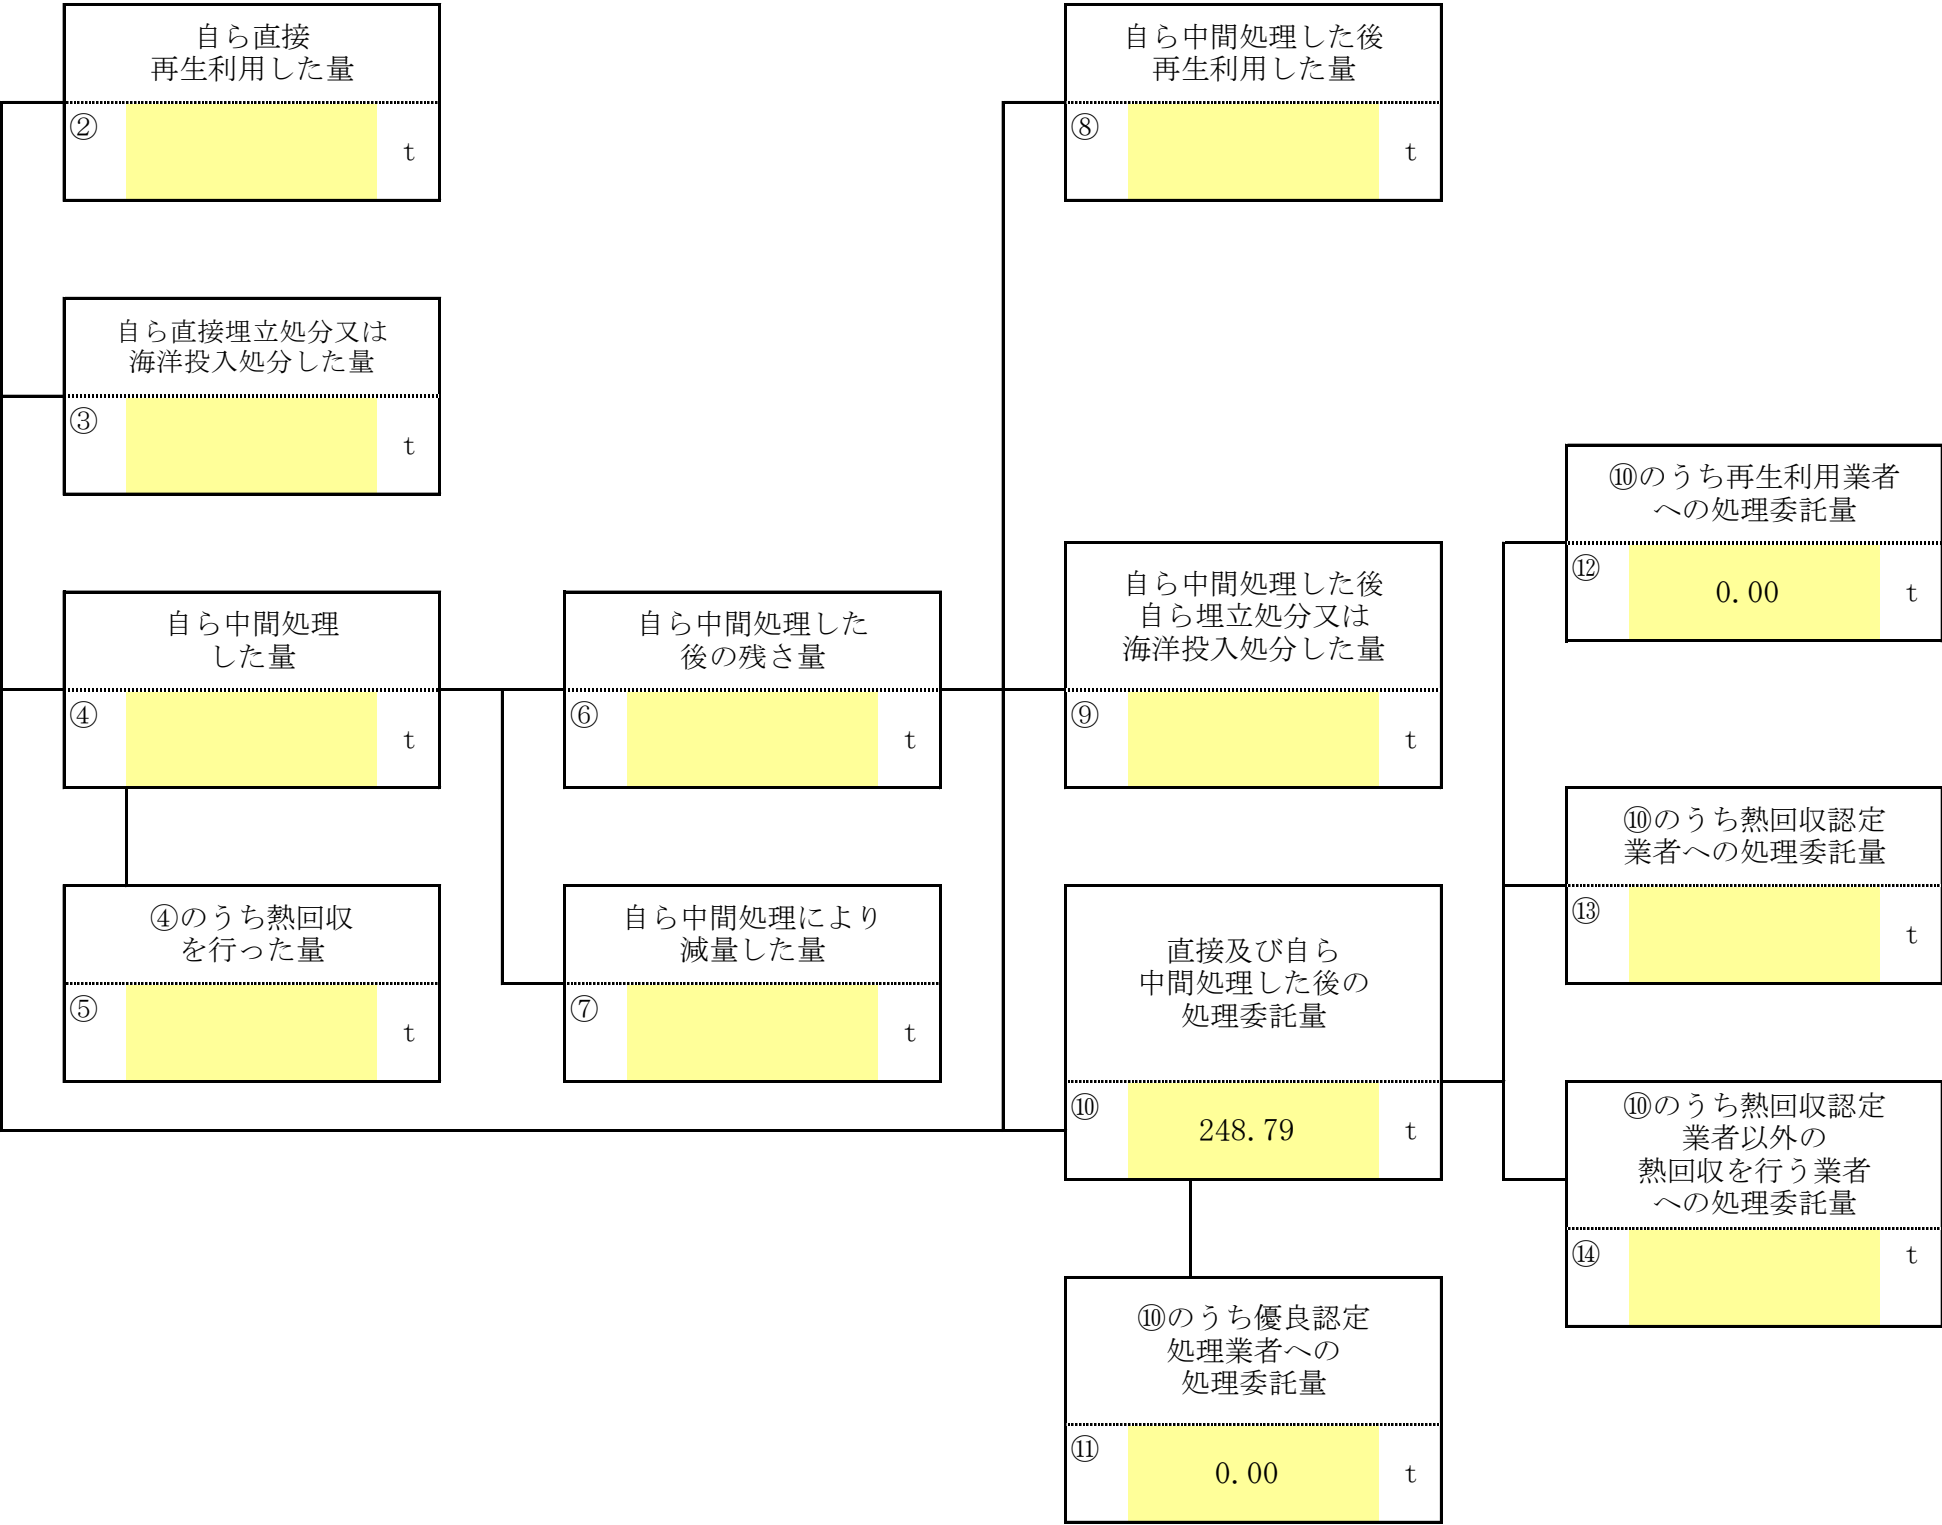 自ら直接
再生利用した量
②
t
自ら中間処理した後
再生利用した量
⑧
t
自ら直接埋立処分又は
海洋投入処分した量
③
t
⑩のうち再生利用業者
への処理委託量
⑫
0.00
t
自ら中間処理
した量
④
t
自ら中間処理した
後の残さ量
⑥
t
自ら中間処理した後
自ら埋立処分又は
海洋投入処分した量
⑨
t
⑩のうち熱回収認定
業者への処理委託量
⑬
t
④のうち熱回収
を行った量
⑤
t
自ら中間処理により
減量した量
⑦
t
直接及び自ら
中間処理した後の
処理委託量
⑩
248.79
t
⑩のうち熱回収認定
業者以外の
熱回収を行う業者
への処理委託量
⑭
t
⑩のうち優良認定
処理業者への
処理委託量
⑪
0.00
t